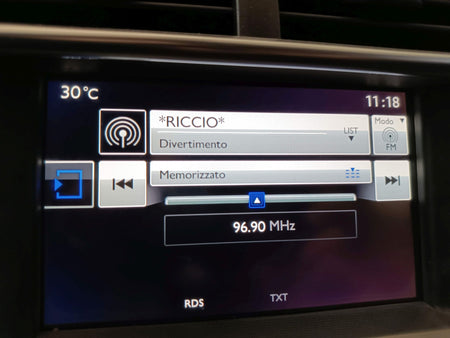 30°C
11:18
*RICCIO*
LIST
Modo
Divertimento
FM
Memorizzato
96.90 MHz
RDS
TXT